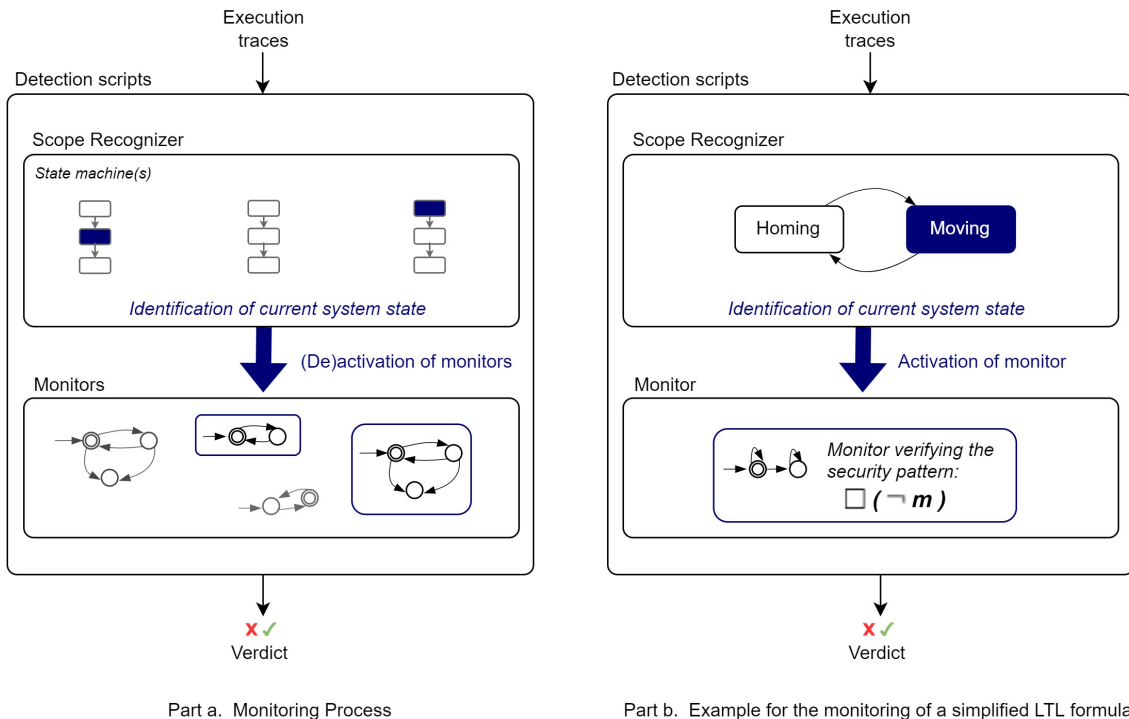 Execution
traces
Detection scripts
Scope Recognizer
State machine(s)
Identification of current system state
(De)activation of monitors
Monitors
Verdict
Part a. Monitoring Process
Execution
traces
Detection scripts
Scope Recognizer
Homing
Moving
Identification of current system state
Activation of monitor
Monitor
Monitor verifying the
security pattern:
□ ( ¬ m )
Verdict
Part b. Example for the monitoring of a simplified LTL formula